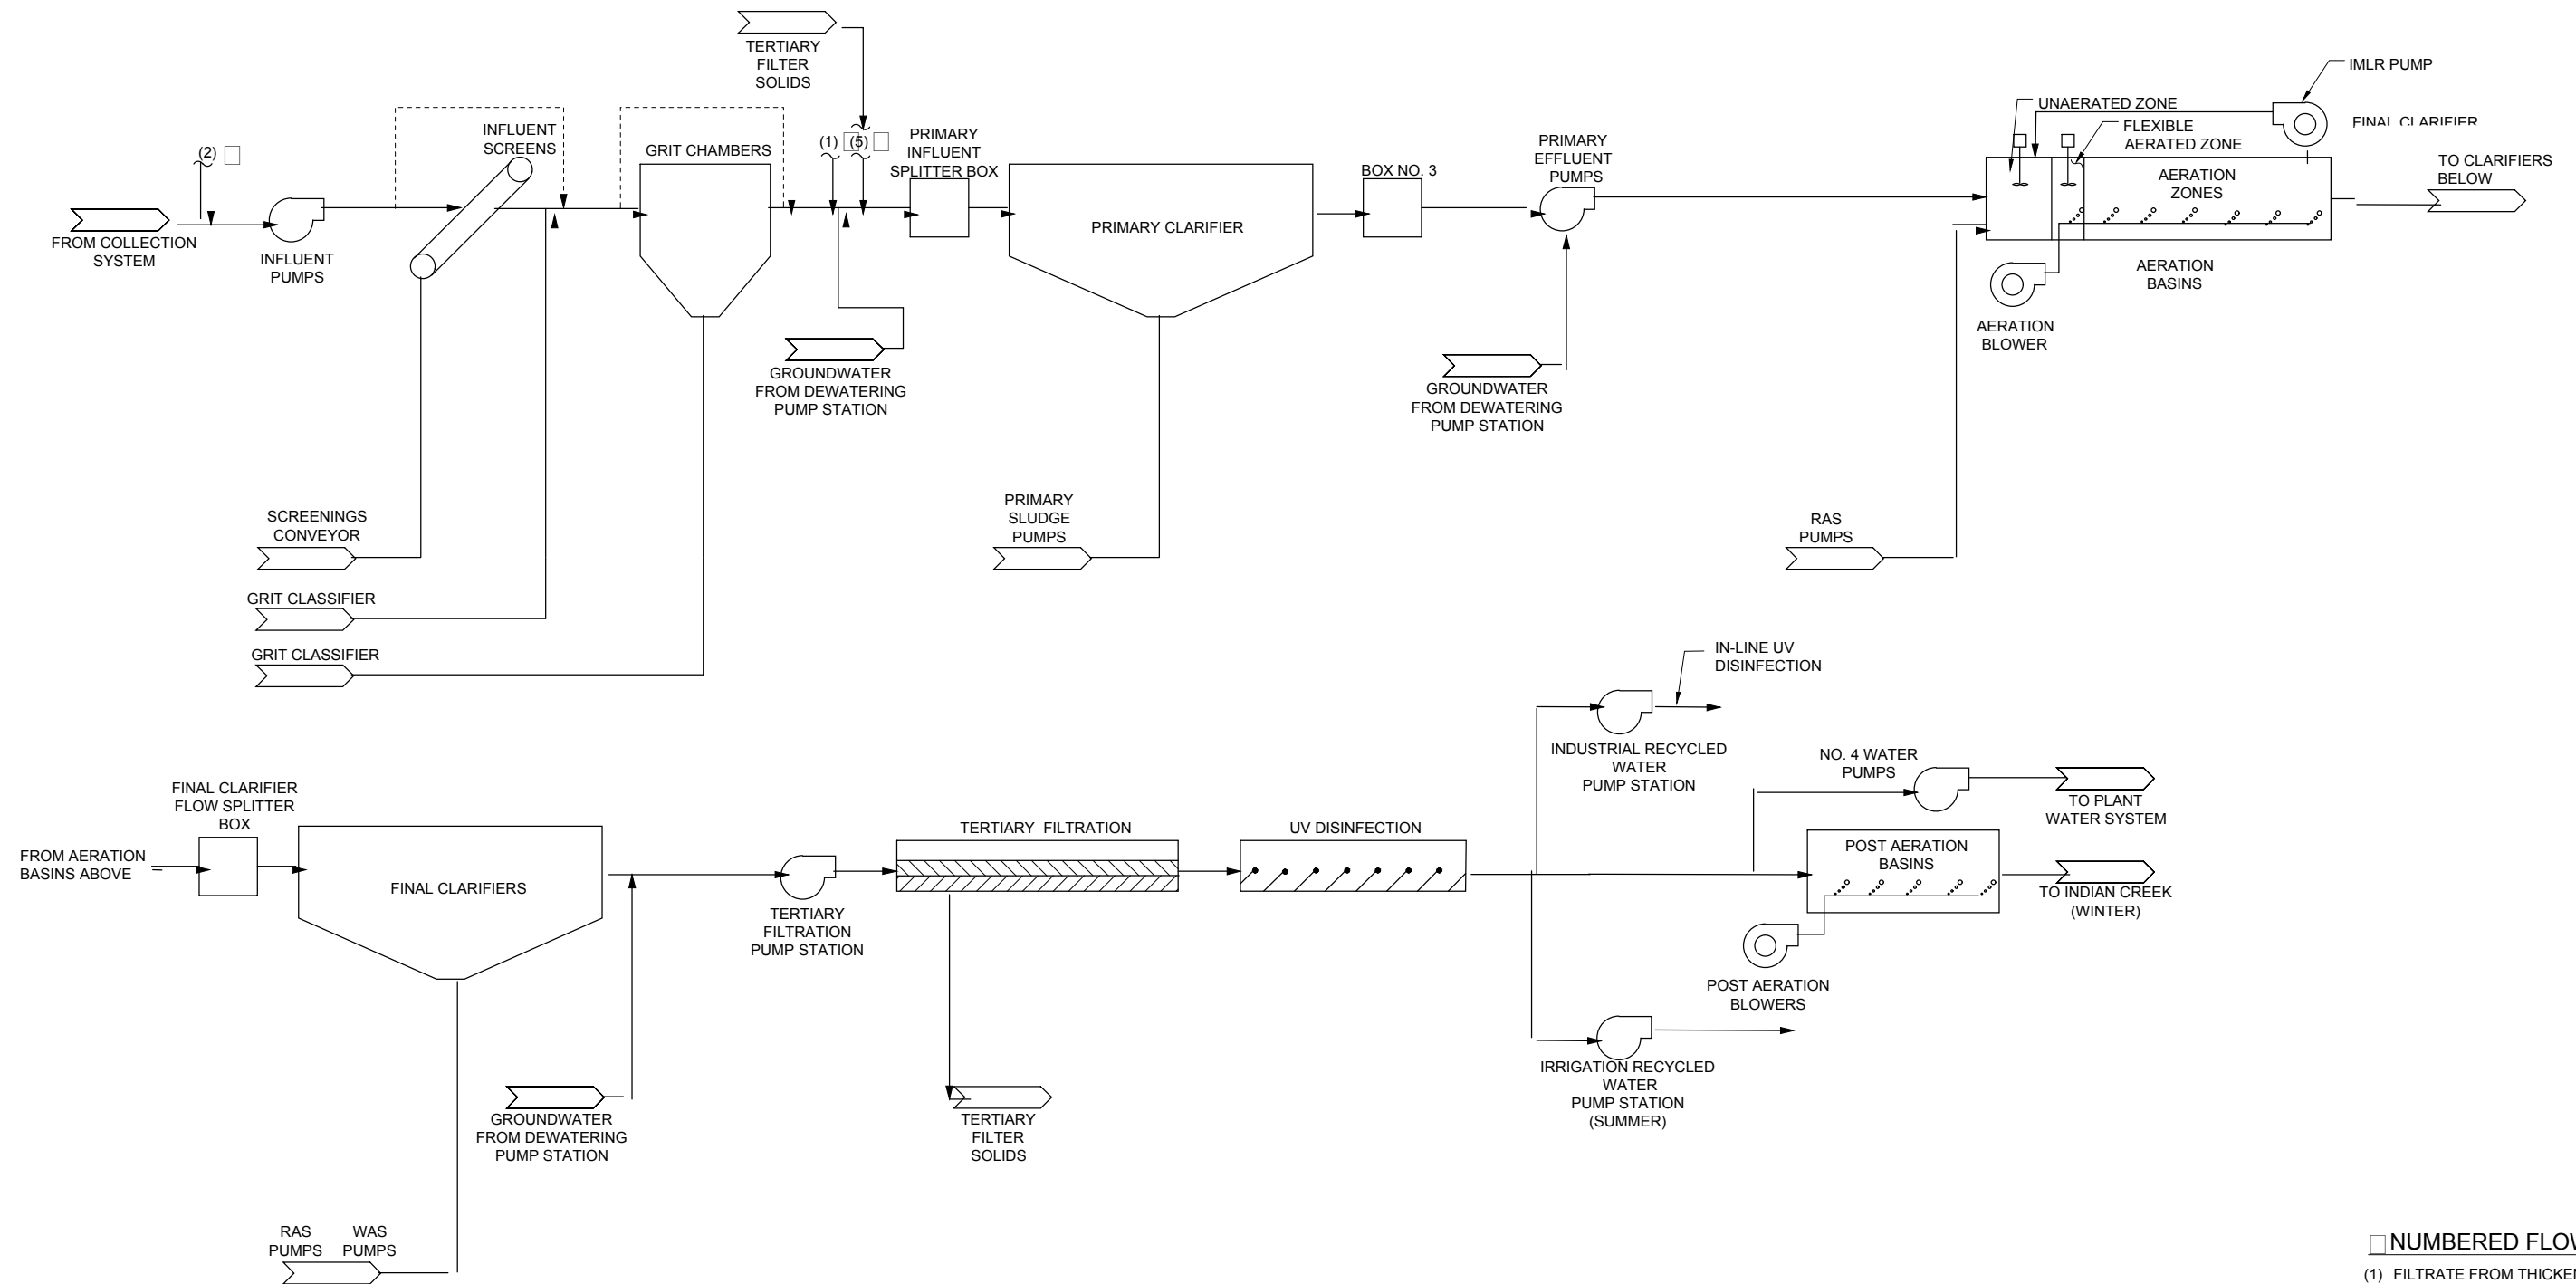 TERTIARY
FILTER
SOLIDS
IMLR PUMP
UNAERATED ZONE
FLEXIBLE
AERATED ZONE
FINAL CLARIFIER
(2)
INFLUENT
SCREENS
GRIT CHAMBERS
(1) (5)
PRIMARY
INFLUENT
SPLITTER BOX
BOX NO. 3
PRIMARY
EFFLUENT
PUMPS
AERATION
ZONES
TO CLARIFIERS
BELOW
FROM COLLECTION
SYSTEM
INFLUENT
PUMPS
PRIMARY CLARIFIER
AERATION
BASINS
AERATION
BLOWER
GROUNDWATER
FROM DEWATERING
PUMP STATION
GROUNDWATER
FROM DEWATERING
PUMP STATION
SCREENINGS
CONVEYOR
PRIMARY
SLUDGE
PUMPS
RAS
PUMPS
GRIT CLASSIFIER
GRIT CLASSIFIER
IN-LINE UV
DISINFECTION
INDUSTRIAL RECYCLED
WATER
PUMP STATION
NO. 4 WATER
PUMPS
TO PLANT
WATER SYSTEM
FINAL CLARIFIER
FLOW SPLITTER
BOX
FROM AERATION
BASINS ABOVE
FINAL CLARIFIERS
TERTIARY FILTRATION
UV DISINFECTION
POST AERATION
BASINS
TO INDIAN CREEK
(WINTER)
TERTIARY
FILTRATION
PUMP STATION
POST AERATION
BLOWERS
IRRIGATION RECYCLED
WATER
PUMP STATION
(SUMMER)
GROUNDWATER
FROM DEWATERING
PUMP STATION
TERTIARY
FILTER
SOLIDS
RAS
PUMPS
WAS
PUMPS
NUMBERED FLOW
(1) FILTRATE FROM THICKEN